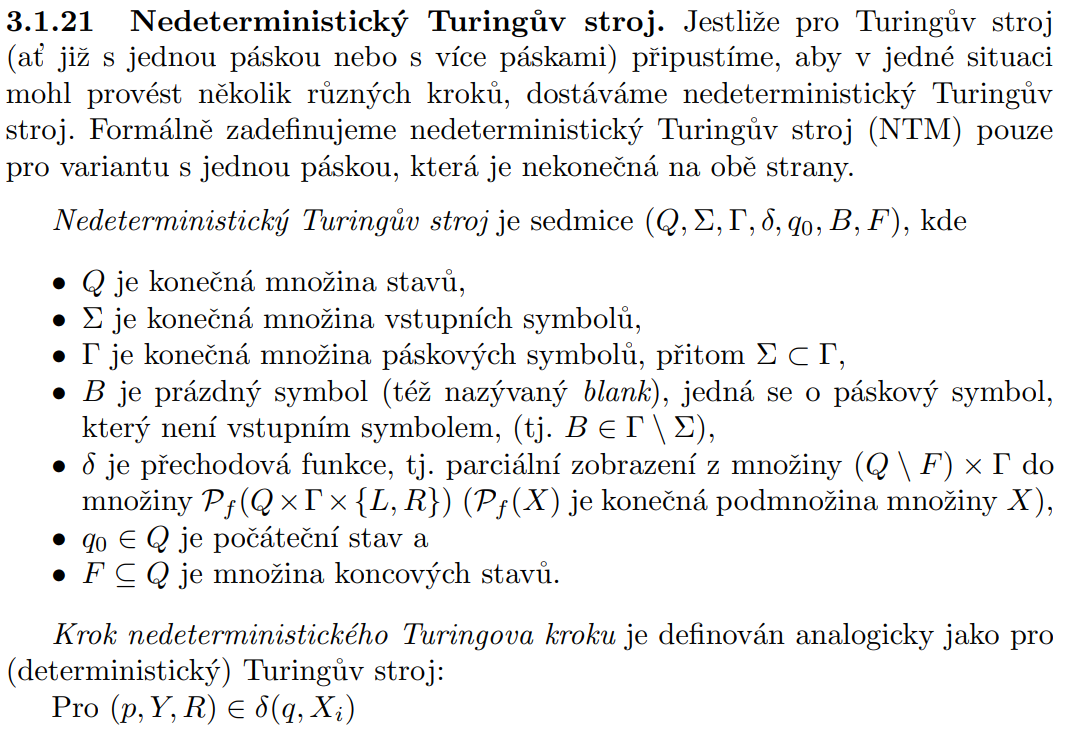 3.1.21 Nedeterministický Turingův stroj. Jestliže pro Turingův stroj
(ať již s jednou páskou nebo s více páskami) připustíme, aby v jedné situaci
mohl provést několik různých kroků, dostáváme nedeterministický Turingův
stroj. Formálně zadefinujeme nedeterministický Turingův stroj (NTM) pouze
pro variantu s jednou páskou, která je nekonečná na obě strany.
Nedeterministický Turingův stroj je sedmice (Q, Σ, Γ, δ, q₀, B, F), kde
• Q je konečná množina stavů,
• Σ je konečná množina vstupních symbolů,
• Γ je konečná množina páskových symbolů, přitom Σ ⊂ Γ,
• B je prázdný symbol (též nazývaný blank), jedná se o páskový symbol,
který není vstupním symbolem, (tj. B ∈ Γ \ Σ),
• δ je přechodová funkce, tj. parciální zobrazení z množiny (Q \ F) × Γ do
množiny 𝒫_f(Q × Γ × {L, R}) (𝒫_f(X) je konečná podmnožina množiny X),
• q₀ ∈ Q je počáteční stav a
• F ⊆ Q je množina koncových stavů.
Krok nedeterministického Turingova kroku je definován analogicky jako pro
(deterministický) Turingův stroj:
Pro (p, Y, R) ∈ δ(q, Xᵢ)